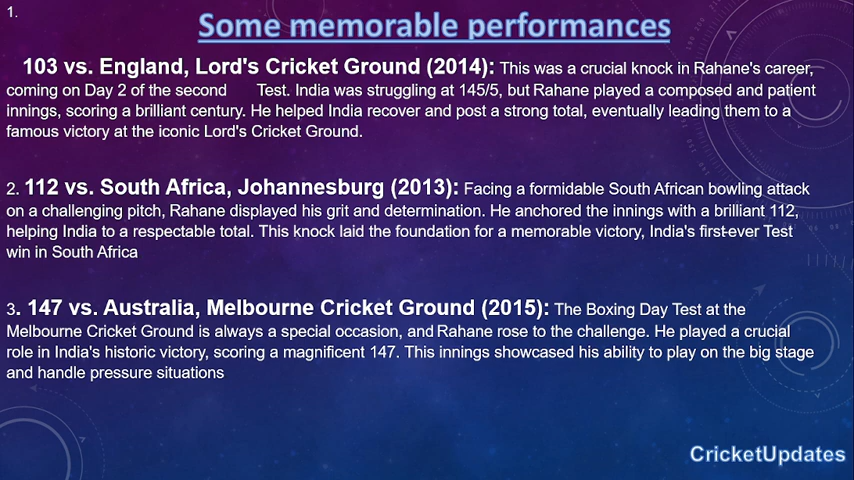 1.
Some memorable performances
103 vs. England, Lord's Cricket Ground (2014): This was a crucial knock in Rahane's career,
coming on Day 2 of the second Test. India was struggling at 145/5, but Rahane played a composed and patient
innings, scoring a brilliant century. He helped India recover and post a strong total, eventually leading them to a
famous victory at the iconic Lord's Cricket Ground.
2. 112 vs. South Africa, Johannesburg (2013): Facing a formidable South African bowling attack
on a challenging pitch, Rahane displayed his grit and determination. He anchored the innings with a brilliant 112,
helping India to a respectable total. This knock laid the foundation for a memorable victory, India's first-ever Test
win in South Africa
3. 147 vs. Australia, Melbourne Cricket Ground (2015): The Boxing Day Test at the
Melbourne Cricket Ground is always a special occasion, and Rahane rose to the challenge. He played a crucial
role in India's historic victory, scoring a magnificent 147. This innings showcased his ability to play on the big stage
and handle pressure situations
CricketUpdates